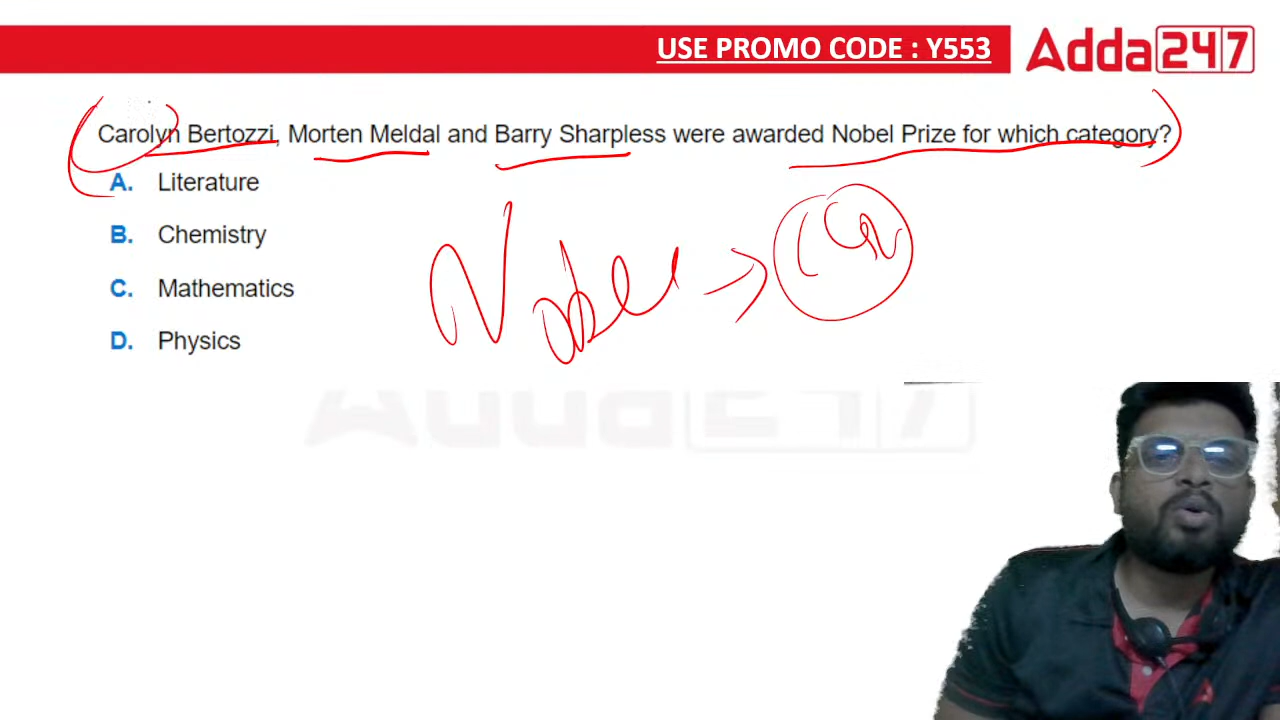 USE PROMO CODE : Y553
Adda247
Carolyn Bertozzi, Morten Meldal and Barry Sharpless were awarded Nobel Prize for which category?
A. Literature
B. Chemistry
C. Mathematics
D. Physics
Nobel →
Adda247